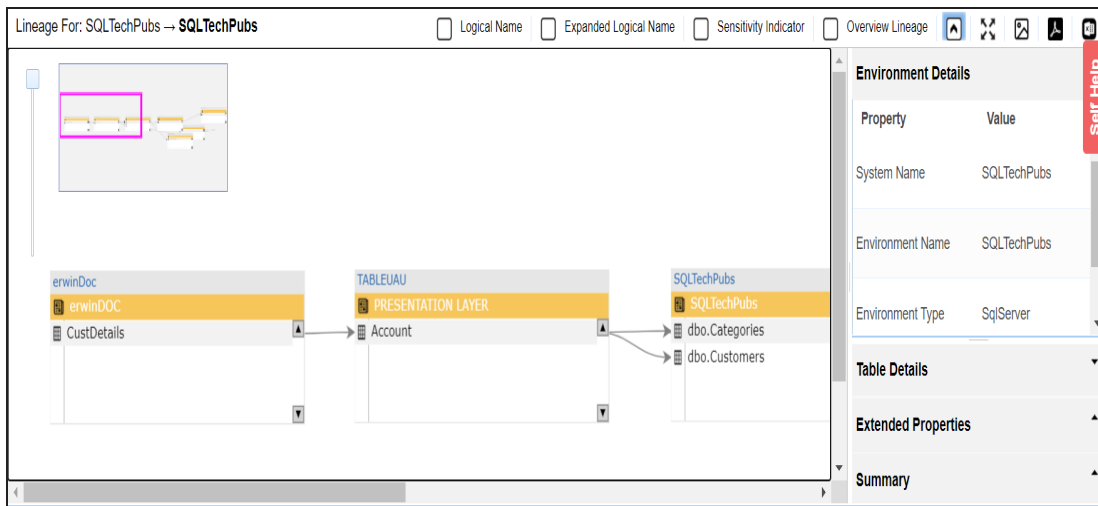 Lineage For: SQLTechPubs → SQLTechPubs
Logical Name
Expanded Logical Name
Sensitivity Indicator
Overview Lineage
Self Help
Environment Details
Property Value
System Name SQLTechPubs
Environment Name SQLTechPubs
Environment Type SqlServer
Table Details
Extended Properties
Summary
erwinDoc
erwinDOC
CustDetails
TABLEUAU
PRESENTATION LAYER
Account
SQLTechPubs
SQLTechPubs
dbo.Categories
dbo.Customers